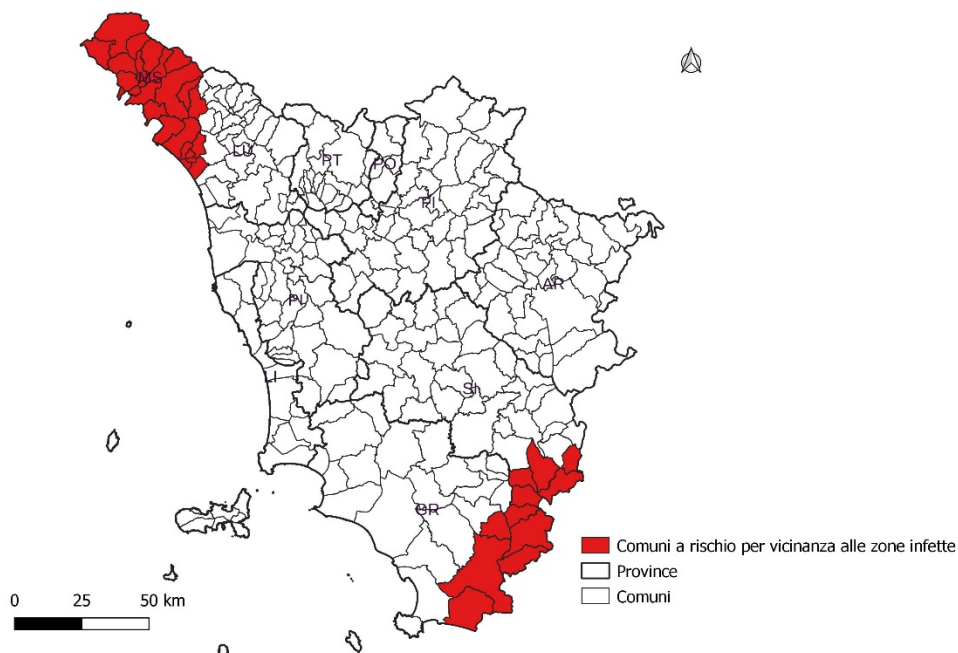 MS
LU
PT
PO
FI
AR
PI
LI
SI
GR
Comuni a rischio per vicinanza alle zone infette
Province
Comuni
0 25 50 km